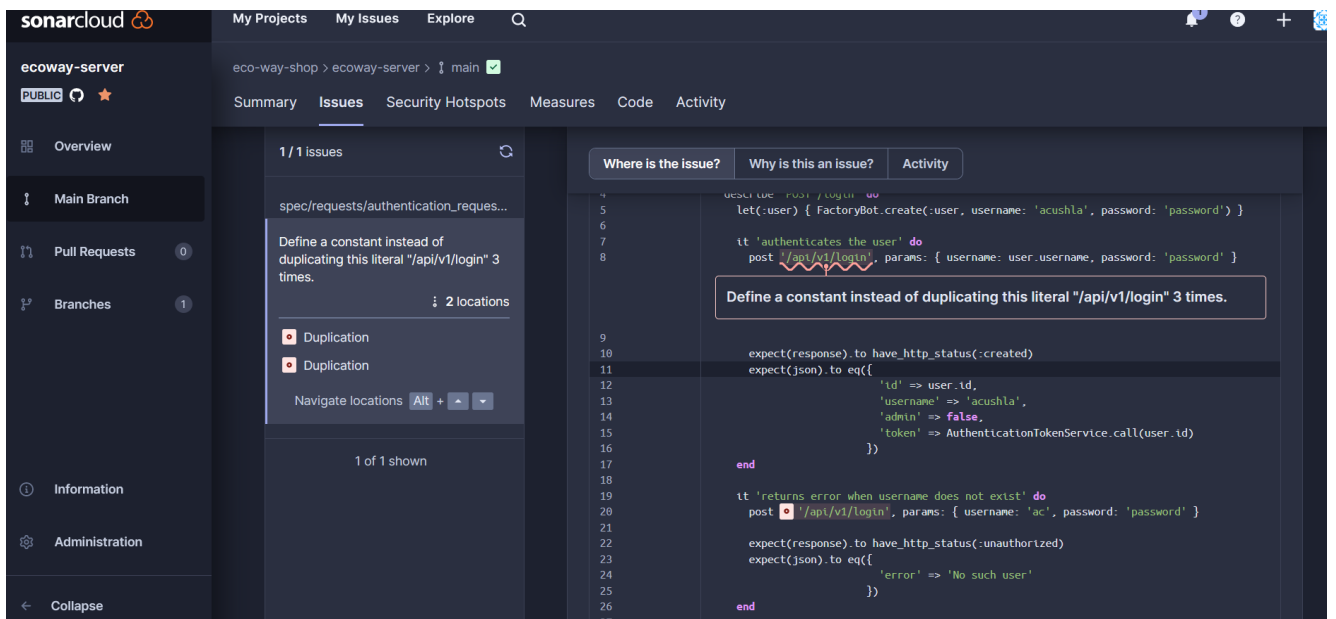 sonarcloud
My Projects My Issues Explore
1
ecoway-server
PUBLIC
Overview
Main Branch
Pull Requests 0
Branches 1
Information
Administration
Collapse
eco-way-shop > ecoway-server > main
Summary Issues Security Hotspots Measures Code Activity
1 / 1 issues
spec/requests/authentication_reques...
Define a constant instead of
duplicating this literal "/api/v1/login" 3
times.
2 locations
Duplication
Duplication
Navigate locations Alt +
1 of 1 shown
Where is the issue? Why is this an issue? Activity
4 describe 'POST /login' do
5 let(:user) { FactoryBot.create(:user, username: 'acushla', password: 'password') }
6
7 it 'authenticates the user' do
8 post '/api/v1/login', params: { username: user.username, password: 'password' }
Define a constant instead of duplicating this literal "/api/v1/login" 3 times.
9
10 expect(response).to have_http_status(:created)
11 expect(json).to eq({
12 'id' => user.id,
13 'username' => 'acushla',
14 'admin' => false,
15 'token' => AuthenticationTokenService.call(user.id)
16 })
17 end
18
19 it 'returns error when username does not exist' do
20 post '/api/v1/login', params: { username: 'ac', password: 'password' }
21
22 expect(response).to have_http_status(:unauthorized)
23 expect(json).to eq({
24 'error' => 'No such user'
25 })
26 end